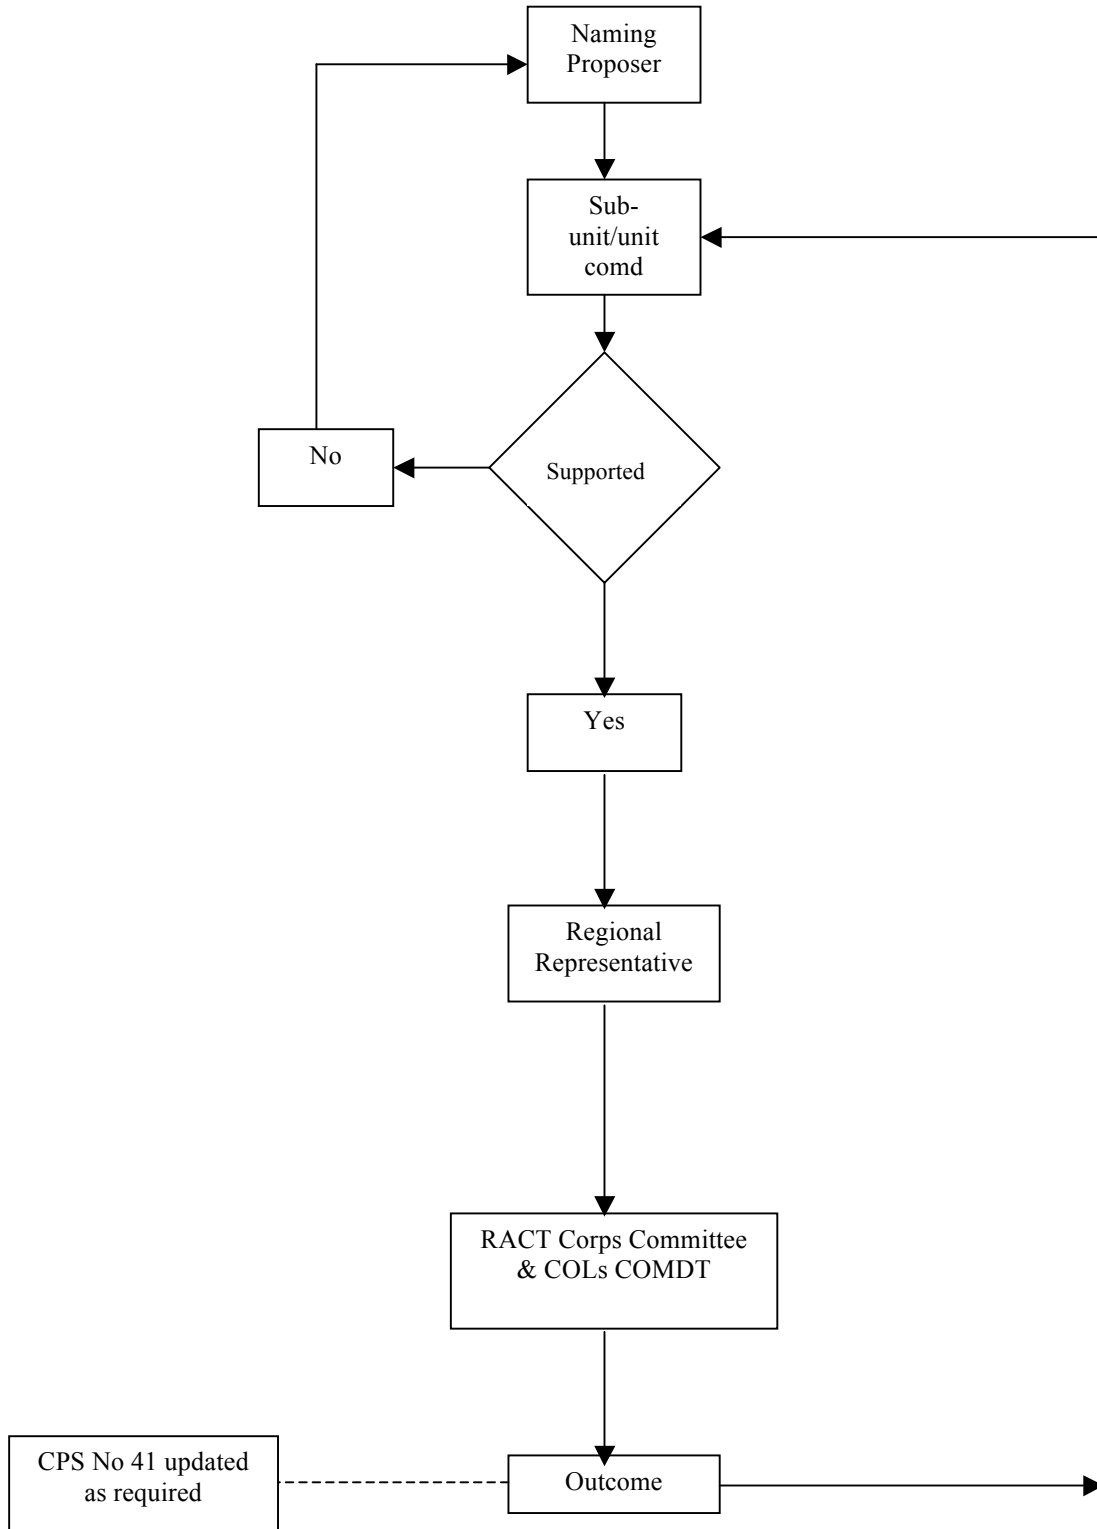 Naming
Proposer
Sub-
unit/unit
comd
No
Supported
Yes
Regional
Representative
RACT Corps Committee
& COLs COMDT
CPS No 41 updated
as required
Outcome